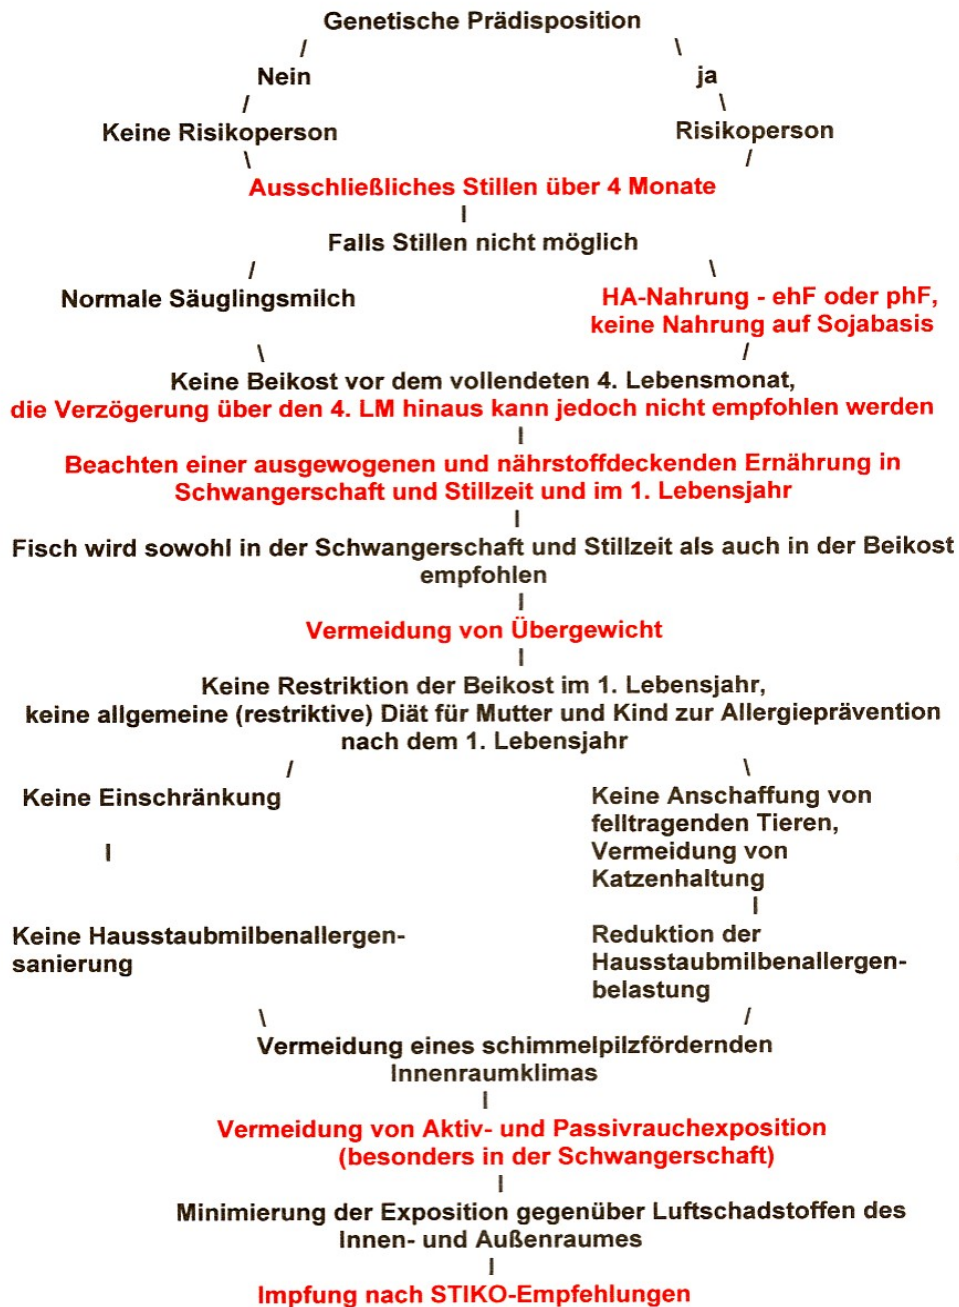 Genetische Prädisposition
/ \
Nein ja
/ \
Keine Risikoperson Risikoperson
\ /
Ausschließliches Stillen über 4 Monate
|
Falls Stillen nicht möglich
/ \
Normale Säuglingsmilch HA-Nahrung - ehF oder phF,
keine Nahrung auf Sojabasis
\ /
Keine Beikost vor dem vollendeten 4. Lebensmonat,
die Verzögerung über den 4. LM hinaus kann jedoch nicht empfohlen werden
|
Beachten einer ausgewogenen und nährstoffdeckenden Ernährung in
Schwangerschaft und Stillzeit und im 1. Lebensjahr
|
Fisch wird sowohl in der Schwangerschaft und Stillzeit als auch in der Beikost
empfohlen
|
Vermeidung von Übergewicht
|
Keine Restriktion der Beikost im 1. Lebensjahr,
keine allgemeine (restriktive) Diät für Mutter und Kind zur Allergieprävention
nach dem 1. Lebensjahr
/ \
Keine Einschränkung
|
Keine Hausstaubmilbenallergen-
sanierung
\
Keine Anschaffung von
felltragenden Tieren,
Vermeidung von
Katzenhaltung
|
Reduktion der
Hausstaubmilbenallergen-
belastung
/
Vermeidung eines schimmelpilzfördernden
Innenraumklimas
|
Vermeidung von Aktiv- und Passivrauchexposition
(besonders in der Schwangerschaft)
|
Minimierung der Exposition gegenüber Luftschadstoffen des
Innen- und Außenraumes
|
Impfung nach STIKO-Empfehlungen